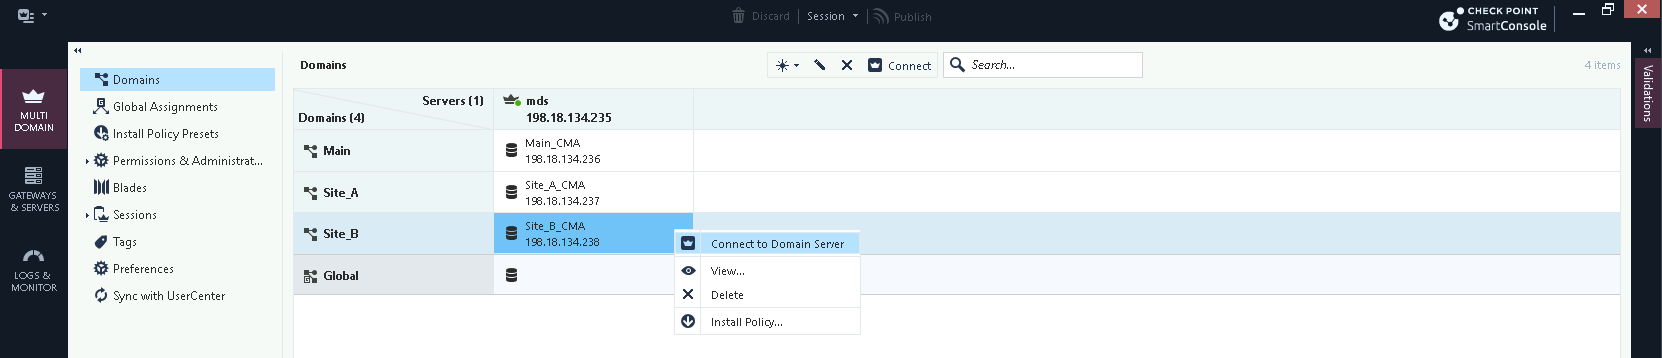 Discard
Session
Publish
CHECK POINT
SmartConsole
MULTI
DOMAIN
GATEWAYS
& SERVERS
LOGS &
MONITOR
Domains
Global Assignments
Install Policy Presets
Permissions & Administrat...
Blades
Sessions
Tags
Preferences
Sync with UserCenter
Domains
Connect
Search...
4 items
Servers (1)
Domains (4)
mds
198.18.134.235
Main
Main_CMA
198.18.134.236
Site_A
Site_A_CMA
198.18.134.237
Site_B
Site_B_CMA
198.18.134.238
Global
Connect to Domain Server
View...
Delete
Install Policy...
Validations